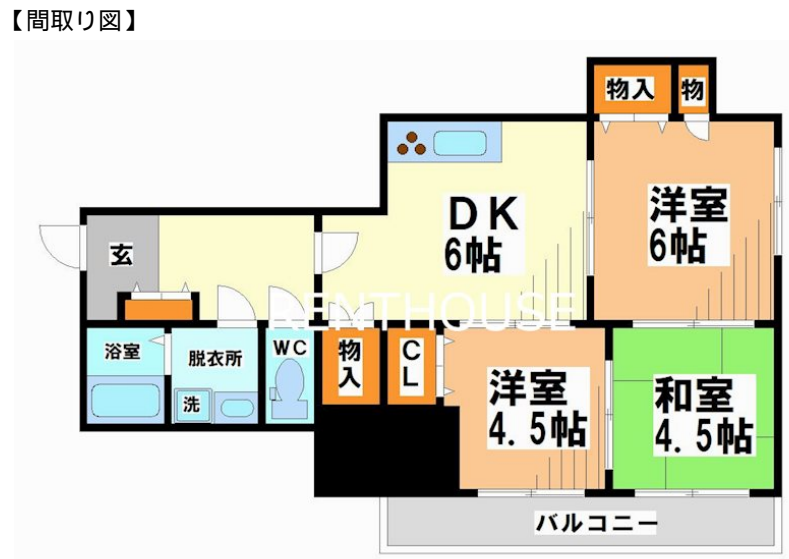 【間取り図】
物入
物
DK
6帖
洋室
6帖
玄
RENTHOUSE
浴室
脱衣所
WC
物入
CL
洗
洋室
4.5帖
和室
4.5帖
バルコニー